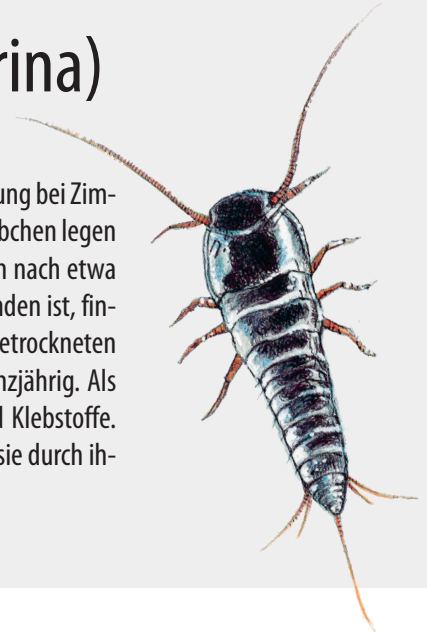 rina)
ung bei Zim-
bchen legen
n nach etwa
nden ist, fin-
etrockneten
nzjährig. Als
d Klebstoffe.
sie durch ih-